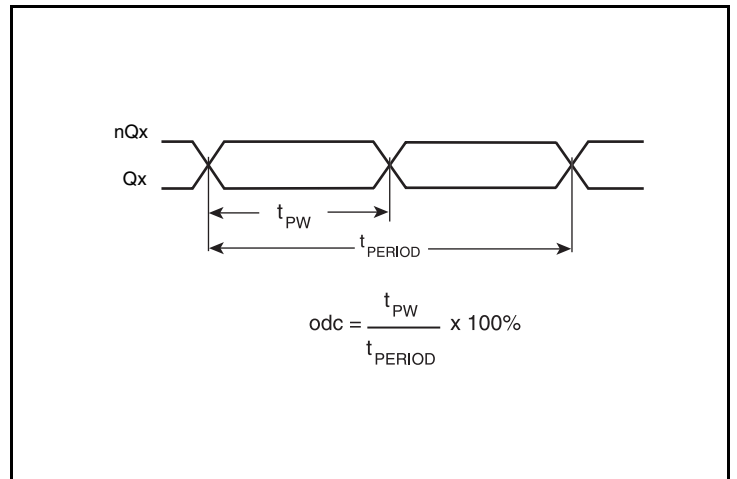 nQx
Qx
tPW
tPERIOD
odc = tPW / tPERIOD x 100%